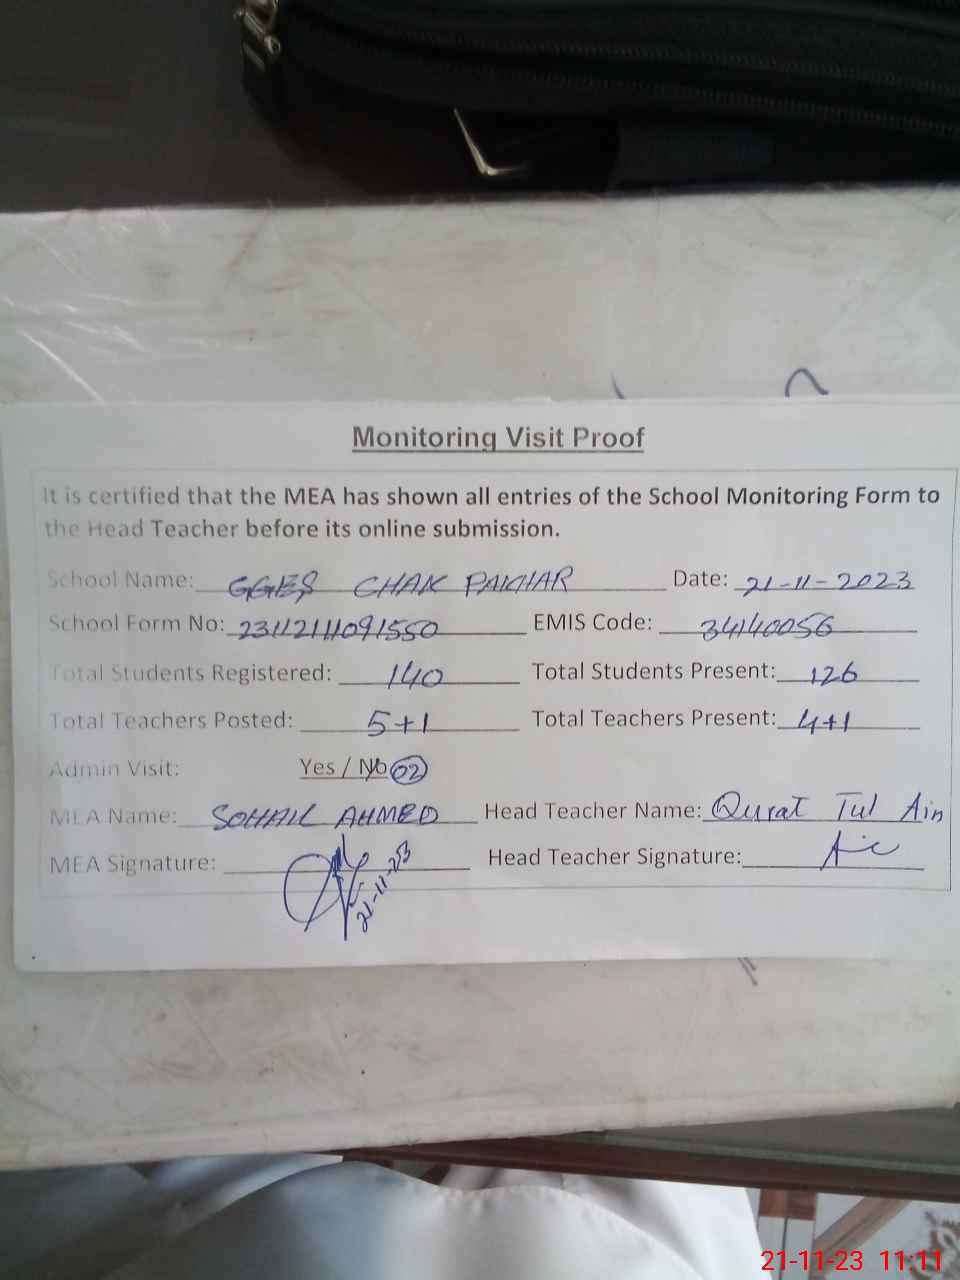 Monitoring Visit Proof
It is certified that the MEA has shown all entries of the School Monitoring Form to
the Head Teacher before its online submission.
School Name: GGES CHAK PAKHAR Date: 21-11-2023
School Form No: 2311211091550 EMIS Code: 34140056
Total Students Registered: 140 Total Students Present: 126
Total Teachers Posted: 5+1 Total Teachers Present: 4+1
Admin Visit: Yes / No 02
MEA Name: SOHAIL AHMED Head Teacher Name: Qurat Tul Ain
MEA Signature: Head Teacher Signature:
21-11-23
21-11-23 11:11